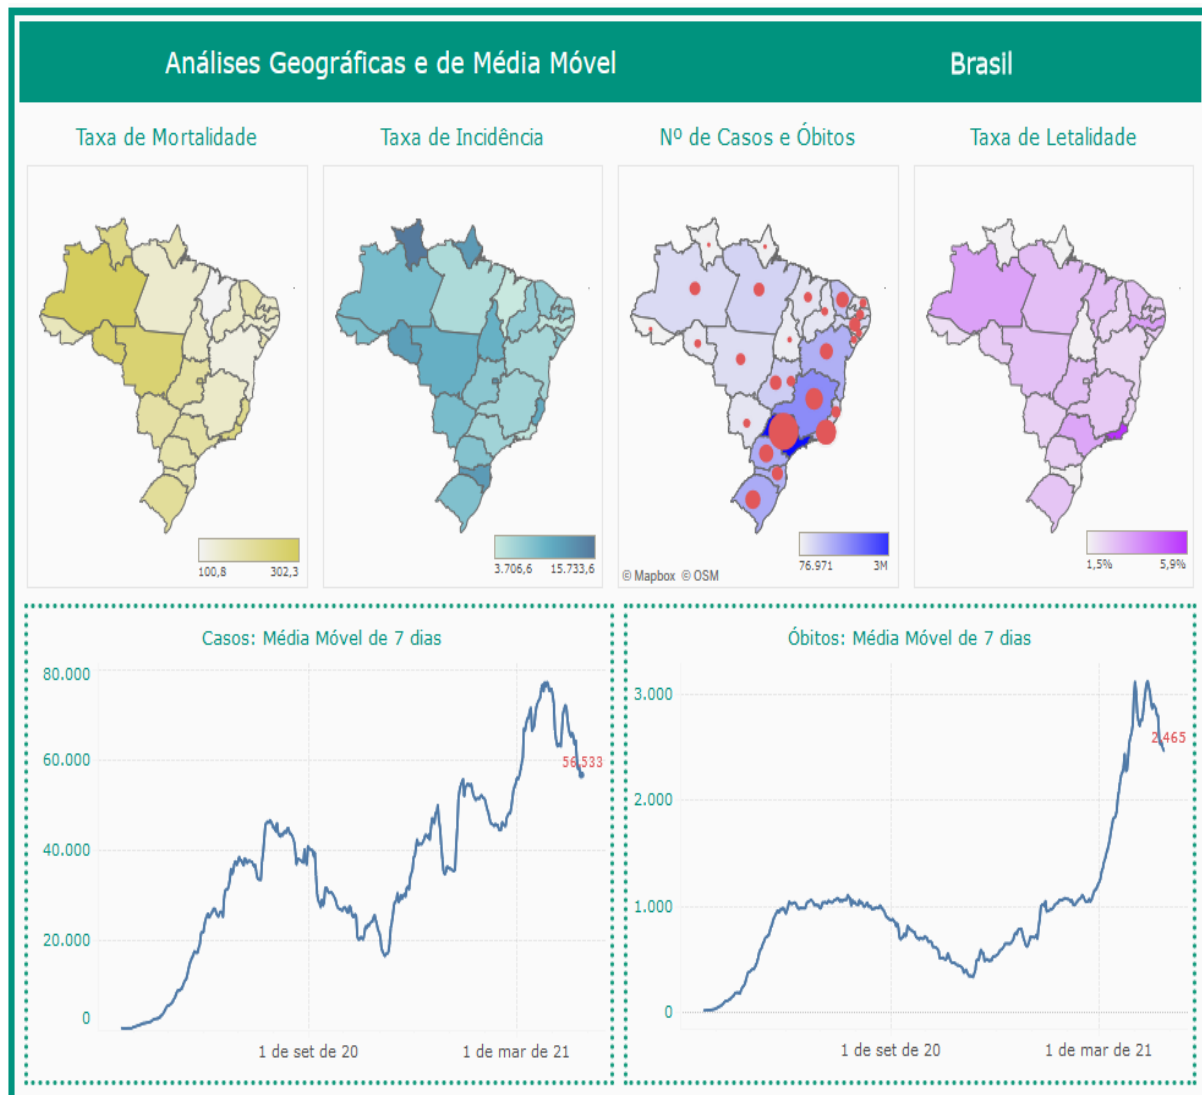 Análises Geográficas e de Média Móvel
Brasil
Taxa de Mortalidade
Taxa de Incidência
Nº de Casos e Óbitos
Taxa de Letalidade
100,8 302,3
3.706,6 15.733,6
© Mapbox © OSM
76.971 3M
1,5% 5,9%
Casos: Média Móvel de 7 dias
80.000
60.000
40.000
20.000
0
56.533
1 de set de 20
1 de mar de 21
Óbitos: Média Móvel de 7 dias
3.000
2.000
1.000
0
2.465
1 de set de 20
1 de mar de 21